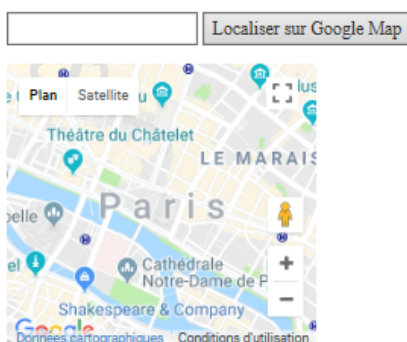 Localiser sur Google Map
Plan Satellite
Théâtre du Châtelet
LE MARAIS
Paris
Cathédrale
Notre-Dame de P
Shakespeare & Company
Google
Données cartographiques Conditions d'utilisation